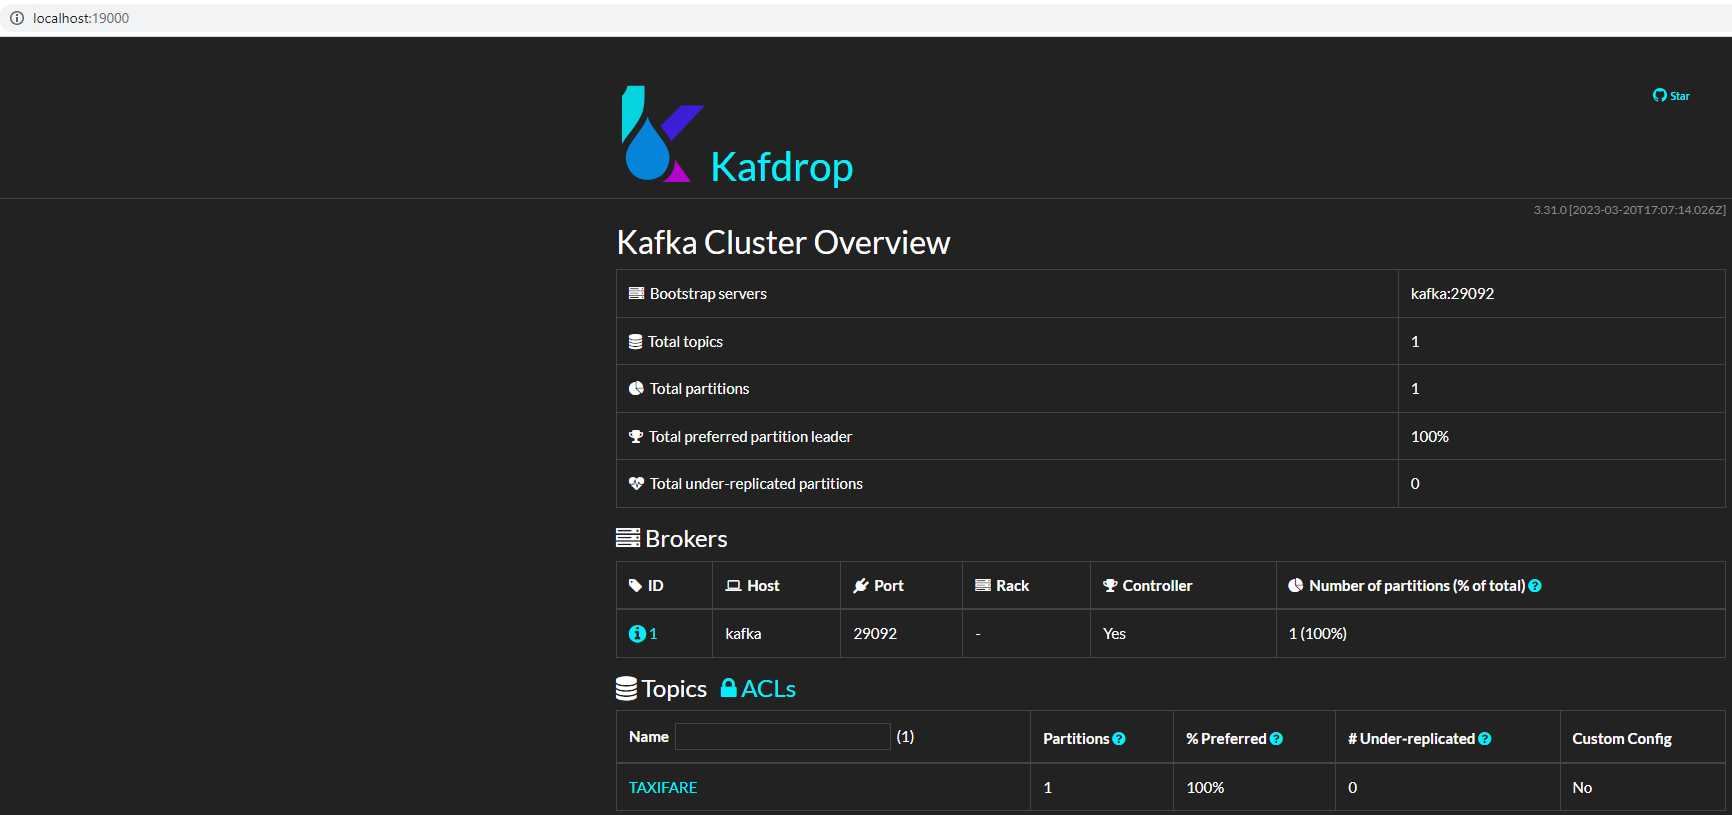 localhost:19000
Star
Kafdrop
3.31.0 [2023-03-20T17:07:14.026Z]
Kafka Cluster Overview
Bootstrap servers kafka:29092
Total topics 1
Total partitions 1
Total preferred partition leader 100%
Total under-replicated partitions 0
Brokers
ID Host Port Rack Controller Number of partitions (% of total)
1 kafka 29092 - Yes 1 (100%)
Topics ACLs
Name (1) Partitions % Preferred # Under-replicated Custom Config
TAXIFARE 1 100% 0 No